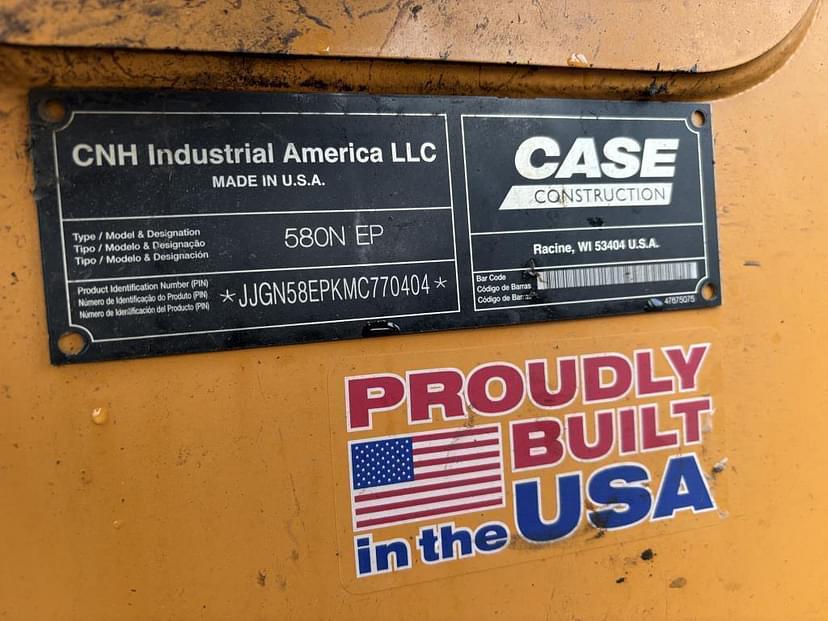 CNH Industrial America LLC
MADE IN U.S.A.
Type / Model & Designation
Tipo / Modelo & Designação
Tipo / Modelo & Designación
580N EP
Product Identification Number (PIN)
Número de Identificação do Produto (PIN)
Número de Identificación del Producto (PIN)
*JJGN58EPKMC770404*
CASE
CONSTRUCTION
Racine, WI 53404 U.S.A.
Bar Code
Código de Barras
Código de Barras
47675075
PROUDLY
BUILT
in the USA